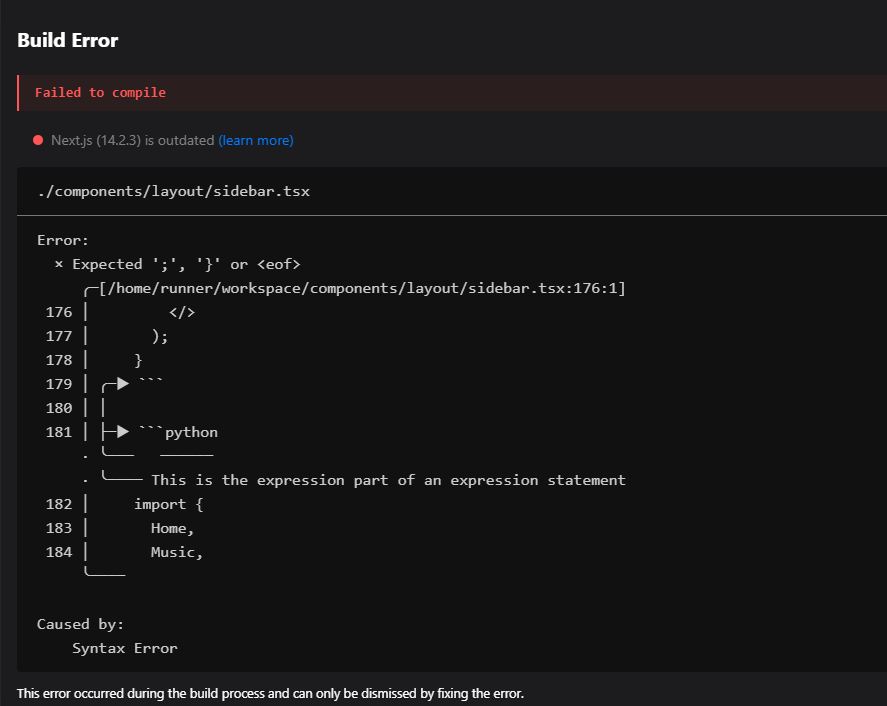 Build Error
Failed to compile
Next.js (14.2.3) is outdated (learn more)
./components/layout/sidebar.tsx
Error:
  × Expected ';', '}' or <eof>
     ╭─[/home/runner/workspace/components/layout/sidebar.tsx:176:1]
 176 │         </>
 177 │       );
 178 │     }
 179 │ ╭─▶ ```
 180 │ │
 181 │ ├─▶ ```python
     · ╰───   ──────
     · ╰──── This is the expression part of an expression statement
 182 │     import {
 183 │       Home,
 184 │       Music,
     ╰────
Caused by:
    Syntax Error
This error occurred during the build process and can only be dismissed by fixing the error.